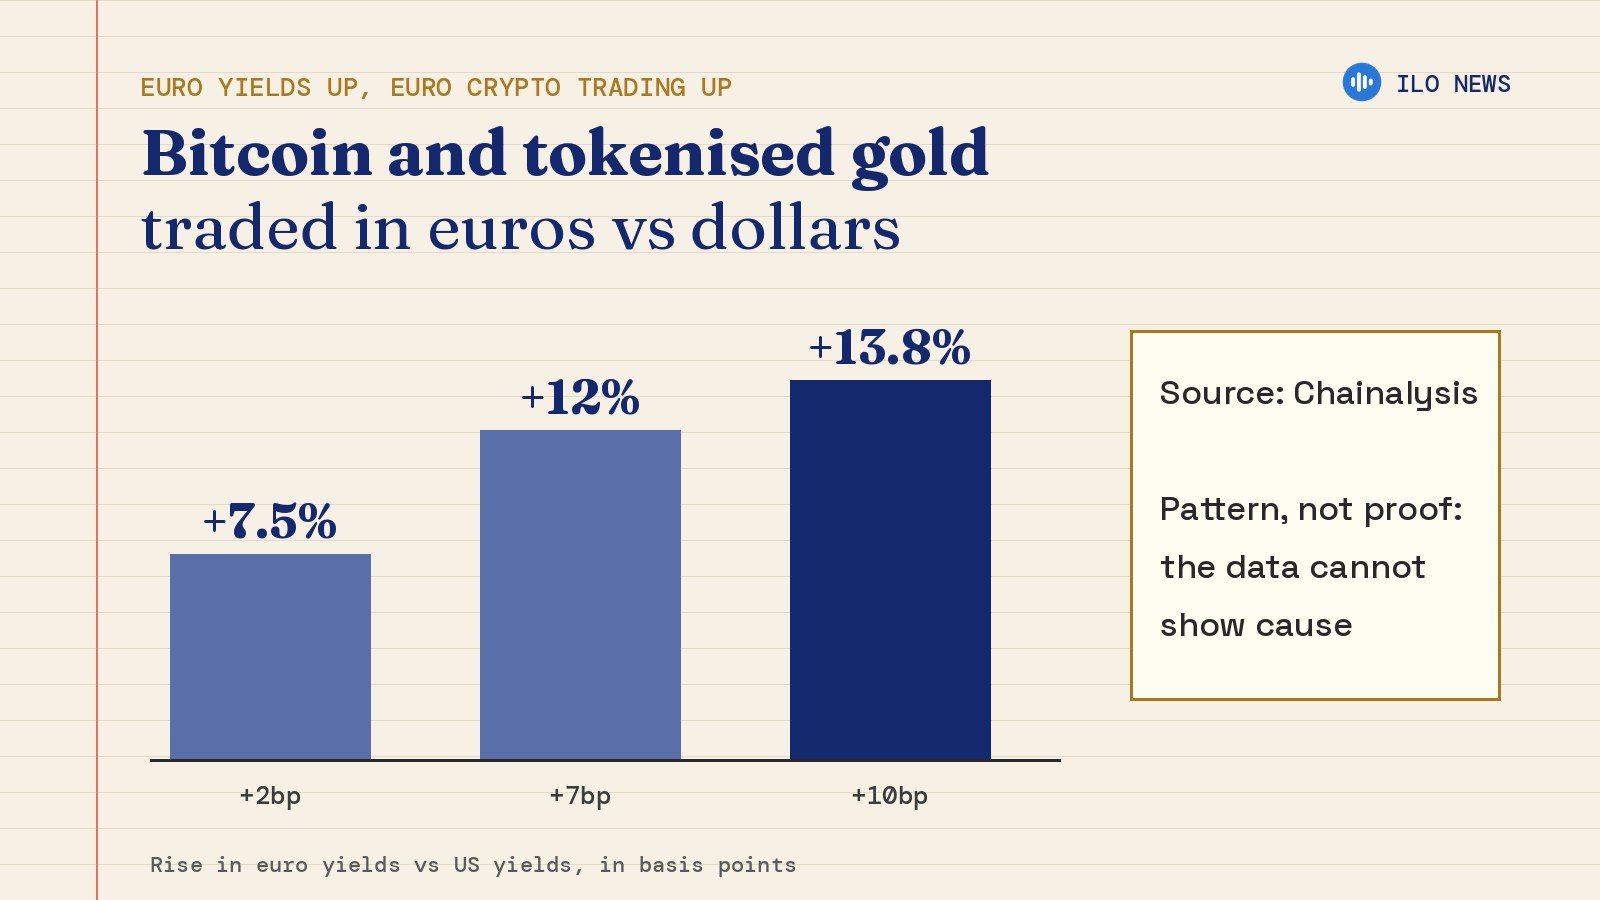 EURO YIELDS UP, EURO CRYPTO TRADING UP
ILO NEWS
Bitcoin and tokenised gold
traded in euros vs dollars
+7.5%
+12%
+13.8%
+2bp
+7bp
+10bp
Rise in euro yields vs US yields, in basis points
Source: Chainalysis
Pattern, not proof:
the data cannot
show cause